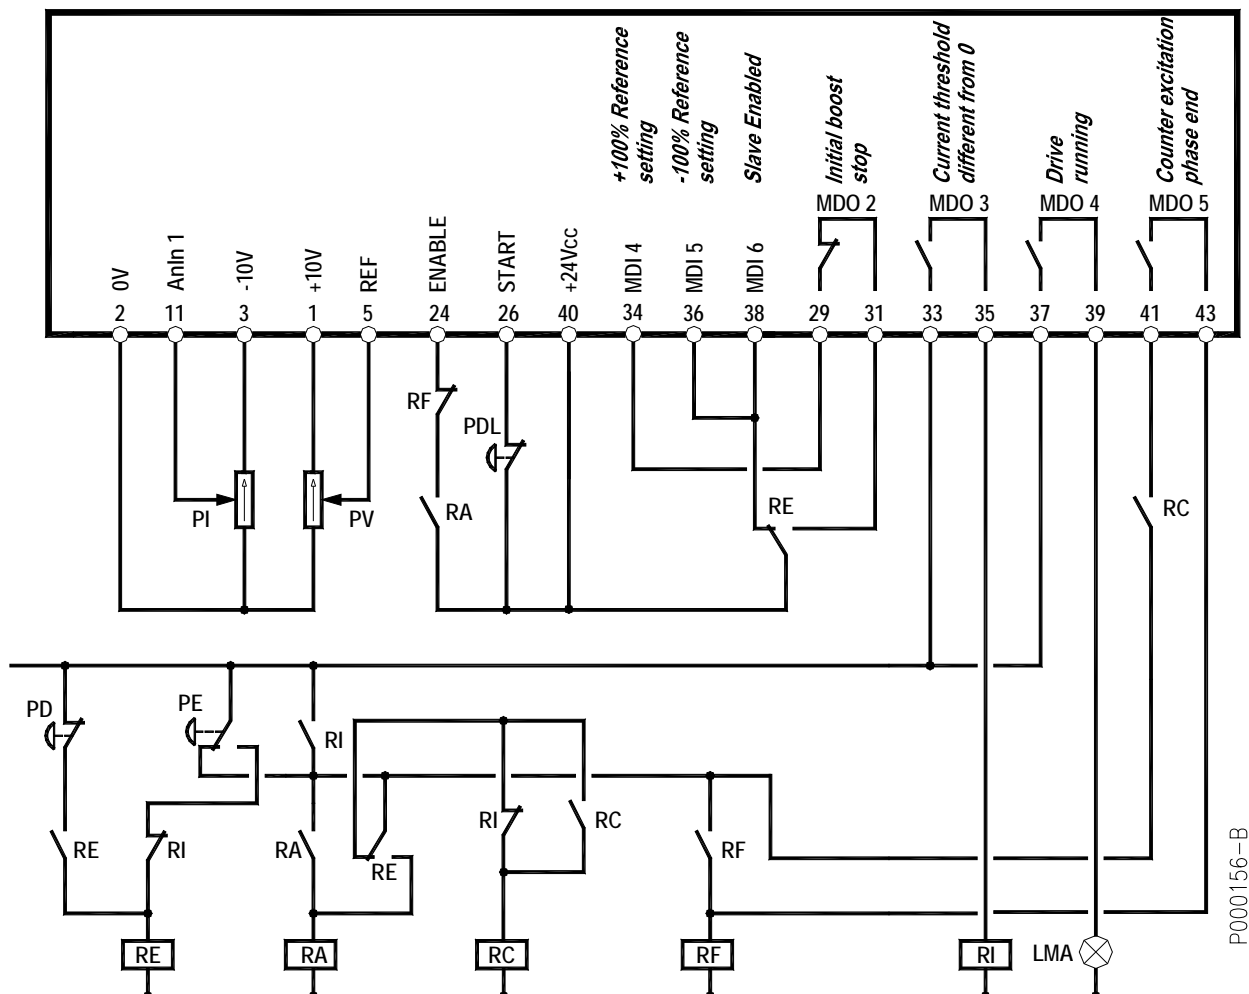 +100% Reference
setting
-100% Reference
setting
Slave Enabled
Initial boost
stop
Current threshold
different from 0
Drive
running
Counter excitation
phase end
MDO 2
MDO 3
MDO 4
MDO 5
0V
AnIn 1
-10V
+10V
REF
ENABLE
START
+24Vcc
MDI 4
MDI 5
MDI 6
2
11
3
1
5
24
26
40
34
36
38
29
31
33
35
37
39
41
43
RF
PDL
PI
PV
RA
RE
RC
PD
PE
RI
RE
RI
RA
RE
RI
RC
RF
RE
RA
RC
RF
RI
LMA
P000156-B